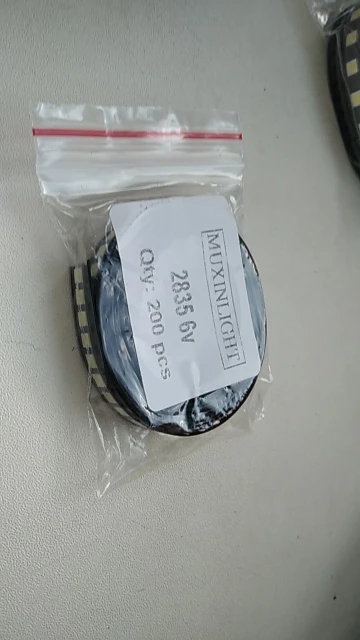 MUXINLIGHT
2835 6v
Qty: 200 pcs